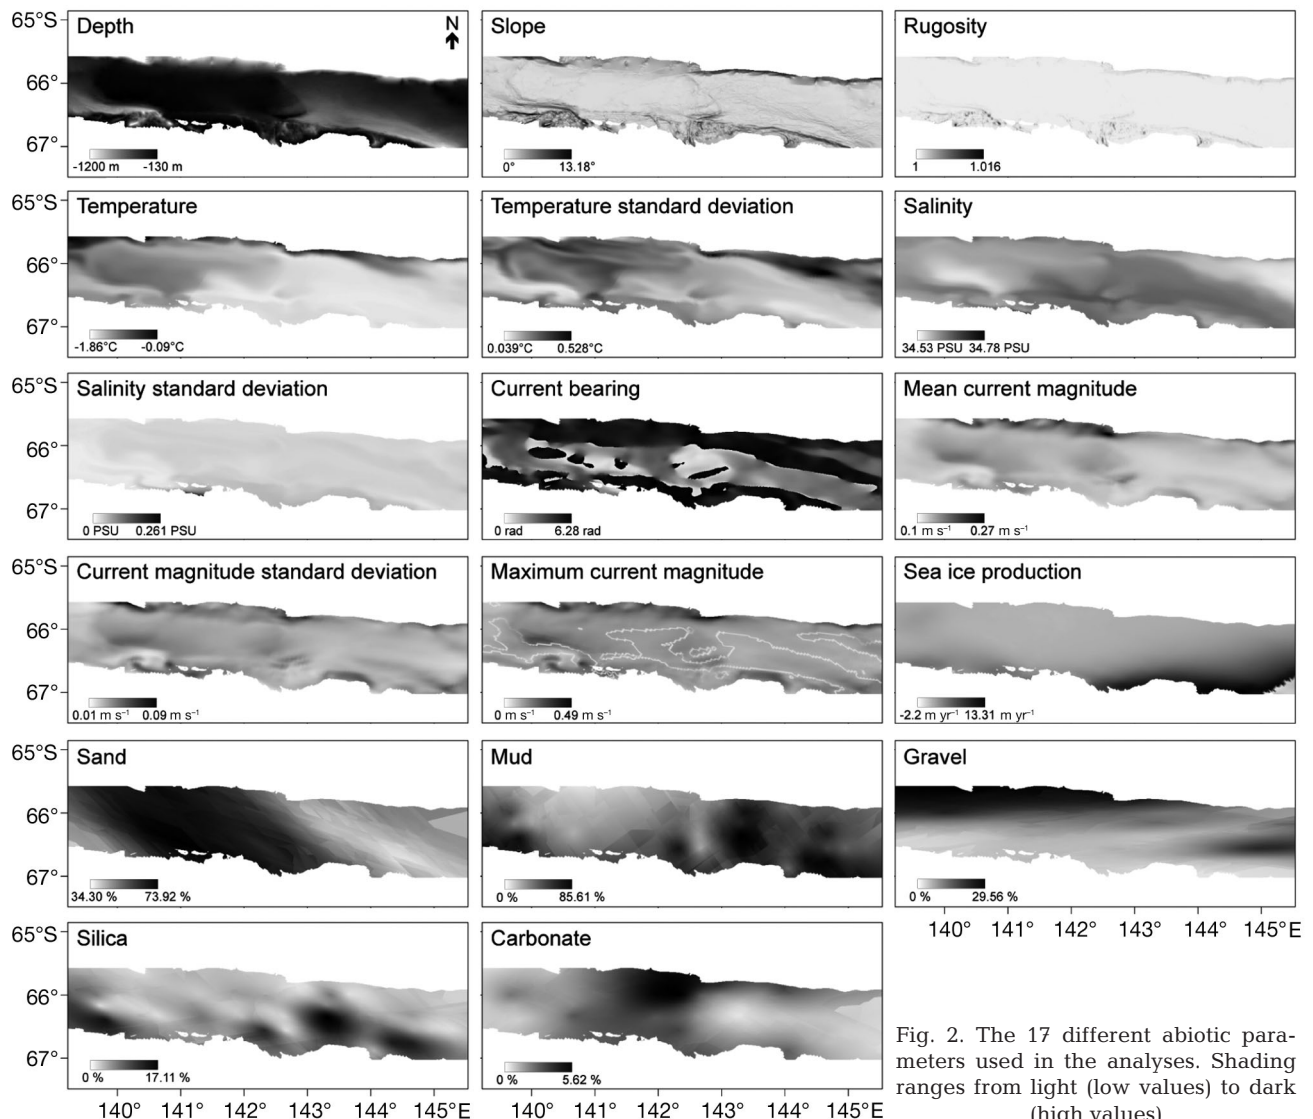 65°S Depth N Slope Rugosity
66°
67°
-1200 m -130 m 0° 13.18° 1 1.016
65°S Temperature Temperature standard deviation Salinity
66°
67°
-1.86°C -0.09°C 0.039°C 0.528°C 34.53 PSU 34.78 PSU
65°S Salinity standard deviation Current bearing Mean current magnitude
66°
67°
0 PSU 0.261 PSU 0 rad 6.28 rad 0.1 m s⁻¹ 0.27 m s⁻¹
65°S Current magnitude standard deviation Maximum current magnitude Sea ice production
66°
67°
0.01 m s⁻¹ 0.09 m s⁻¹ 0 m s⁻¹ 0.49 m s⁻¹ -2.2 m yr⁻¹ 13.31 m yr⁻¹
65°S Sand Mud Gravel
66°
67°
34.30 % 73.92 % 0 % 85.61 % 0 % 29.56 %
140° 141° 142° 143° 144° 145°E
65°S Silica Carbonate
66°
67°
0 % 17.11 % 0 % 5.62 %
140° 141° 142° 143° 144° 145°E 140° 141° 142° 143° 144° 145°E
Fig. 2. The 17 different abiotic para-
meters used in the analyses. Shading
ranges from light (low values) to dark
(high values)